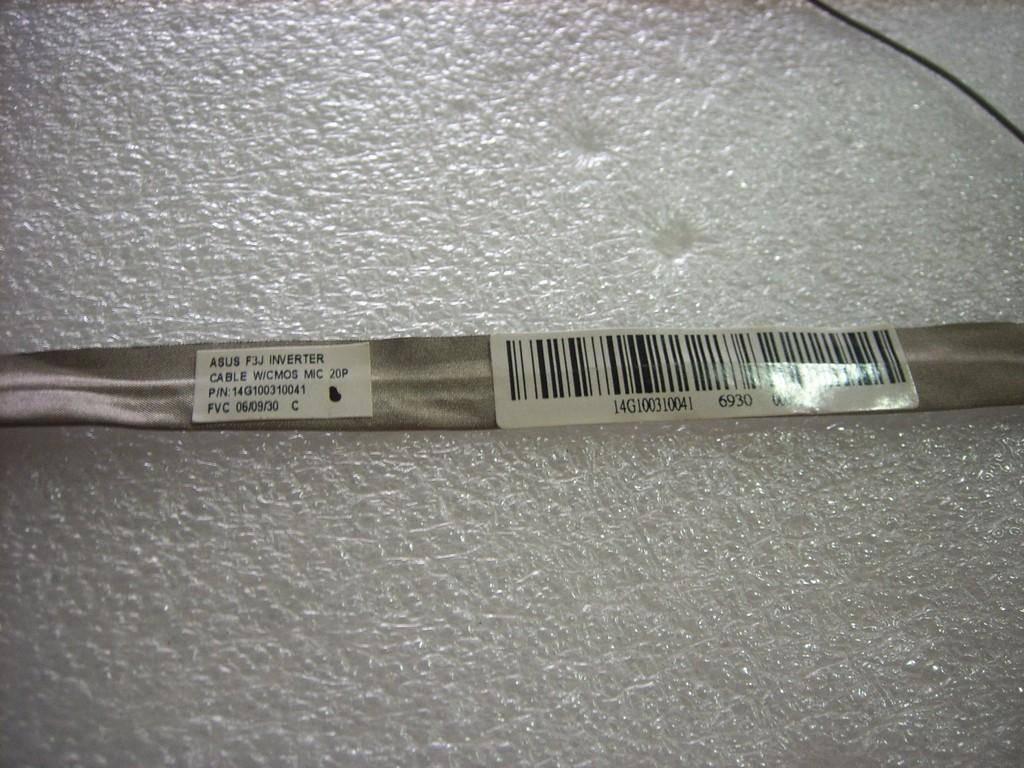 ASUS F3J INVERTER
CABLE W/CMOS MIC 20P
P/N:14G100310041
FVC 06/09/30 C
14G100310041 6930